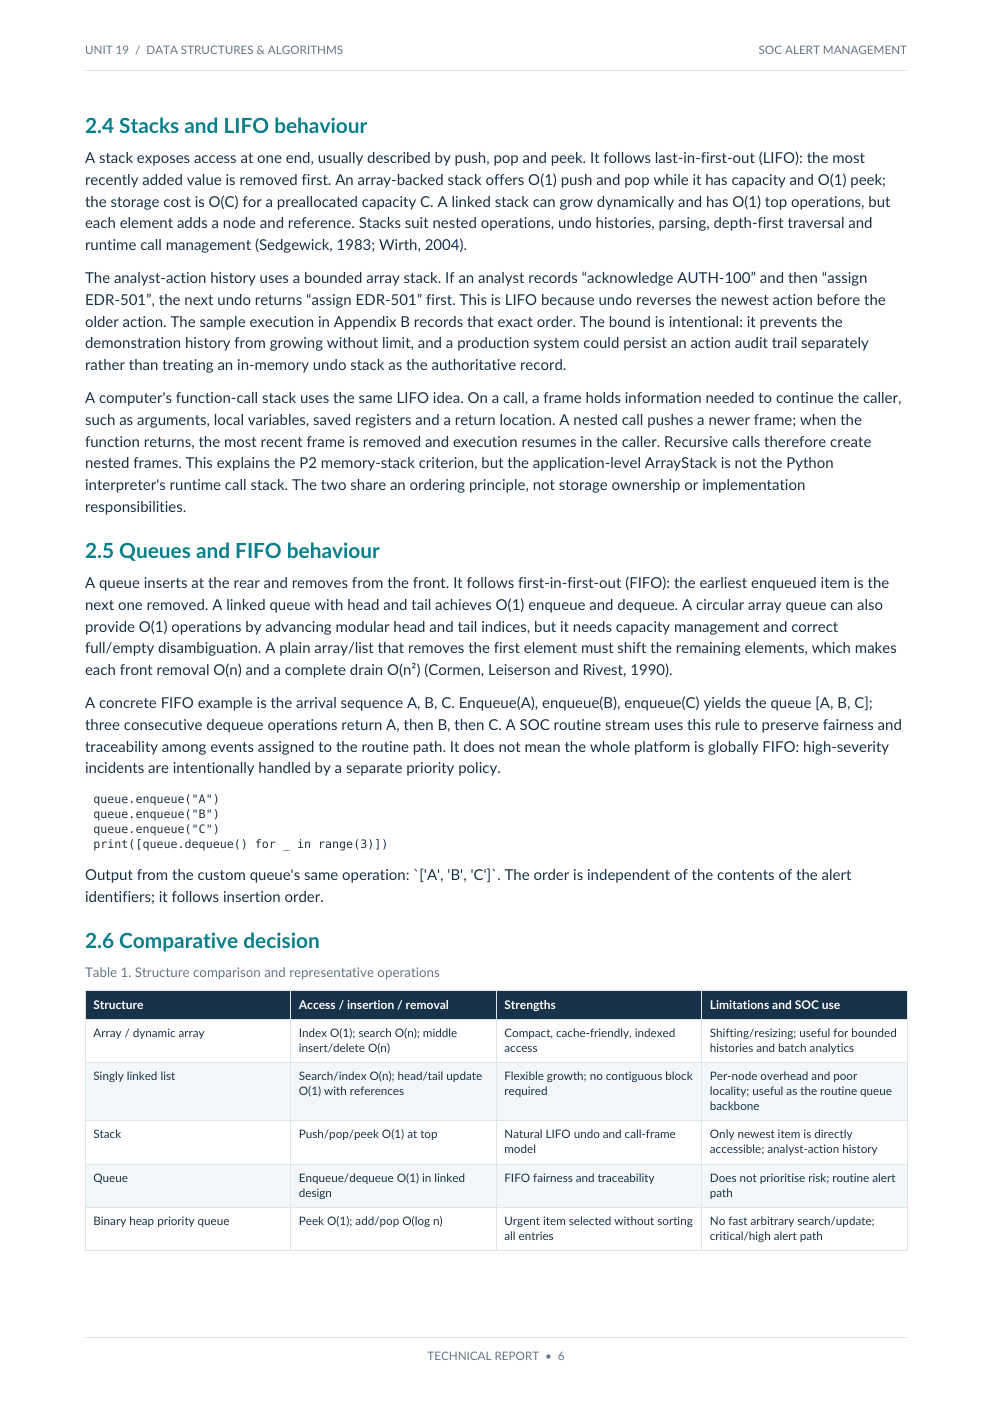 UNIT 19 / DATA STRUCTURES & ALGORITHMS
SOC ALERT MANAGEMENT
2.4 Stacks and LIFO behaviour
A stack exposes access at one end, usually described by push, pop and peek. It follows last-in-first-out (LIFO): the most
recently added value is removed first. An array-backed stack offers O(1) push and pop while it has capacity and O(1) peek;
the storage cost is O(C) for a preallocated capacity C. A linked stack can grow dynamically and has O(1) top operations, but
each element adds a node and reference. Stacks suit nested operations, undo histories, parsing, depth-first traversal and
runtime call management (Sedgewick, 1983; Wirth, 2004).
The analyst-action history uses a bounded array stack. If an analyst records “acknowledge AUTH-100” and then “assign
EDR-501”, the next undo returns “assign EDR-501” first. This is LIFO because undo reverses the newest action before the
older action. The sample execution in Appendix B records that exact order. The bound is intentional: it prevents the
demonstration history from growing without limit, and a production system could persist an action audit trail separately
rather than treating an in-memory undo stack as the authoritative record.
A computer's function-call stack uses the same LIFO idea. On a call, a frame holds information needed to continue the caller,
such as arguments, local variables, saved registers and a return location. A nested call pushes a newer frame; when the
function returns, the most recent frame is removed and execution resumes in the caller. Recursive calls therefore create
nested frames. This explains the P2 memory-stack criterion, but the application-level ArrayStack is not the Python
interpreter's runtime call stack. The two share an ordering principle, not storage ownership or implementation
responsibilities.
2.5 Queues and FIFO behaviour
A queue inserts at the rear and removes from the front. It follows first-in-first-out (FIFO): the earliest enqueued item is the
next one removed. A linked queue with head and tail achieves O(1) enqueue and dequeue. A circular array queue can also
provide O(1) operations by advancing modular head and tail indices, but it needs capacity management and correct
full/empty disambiguation. A plain array/list that removes the first element must shift the remaining elements, which makes
each front removal O(n) and a complete drain O(n²) (Cormen, Leiserson and Rivest, 1990).
A concrete FIFO example is the arrival sequence A, B, C. Enqueue(A), enqueue(B), enqueue(C) yields the queue [A, B, C];
three consecutive dequeue operations return A, then B, then C. A SOC routine stream uses this rule to preserve fairness and
traceability among events assigned to the routine path. It does not mean the whole platform is globally FIFO: high-severity
incidents are intentionally handled by a separate priority policy.
queue.enqueue("A")
queue.enqueue("B")
queue.enqueue("C")
print([queue.dequeue() for _ in range(3)])
Output from the custom queue's same operation: `['A', 'B', 'C']`. The order is independent of the contents of the alert
identifiers; it follows insertion order.
2.6 Comparative decision
Table 1. Structure comparison and representative operations
Structure
Access / insertion / removal
Strengths
Limitations and SOC use
Array / dynamic array
Index O(1); search O(n); middle
insert/delete O(n)
Compact, cache-friendly, indexed
access
Shifting/resizing; useful for bounded
histories and batch analytics
Singly linked list
Search/index O(n); head/tail update
O(1) with references
Flexible growth; no contiguous block
required
Per-node overhead and poor
locality; useful as the routine queue
backbone
Stack
Push/pop/peek O(1) at top
Natural LIFO undo and call-frame
model
Only newest item is directly
accessible; analyst-action history
Queue
Enqueue/dequeue O(1) in linked
design
FIFO fairness and traceability
Does not prioritise risk; routine alert
path
Binary heap priority queue
Peek O(1); add/pop O(log n)
Urgent item selected without sorting
all entries
No fast arbitrary search/update;
critical/high alert path
TECHNICAL REPORT • 6